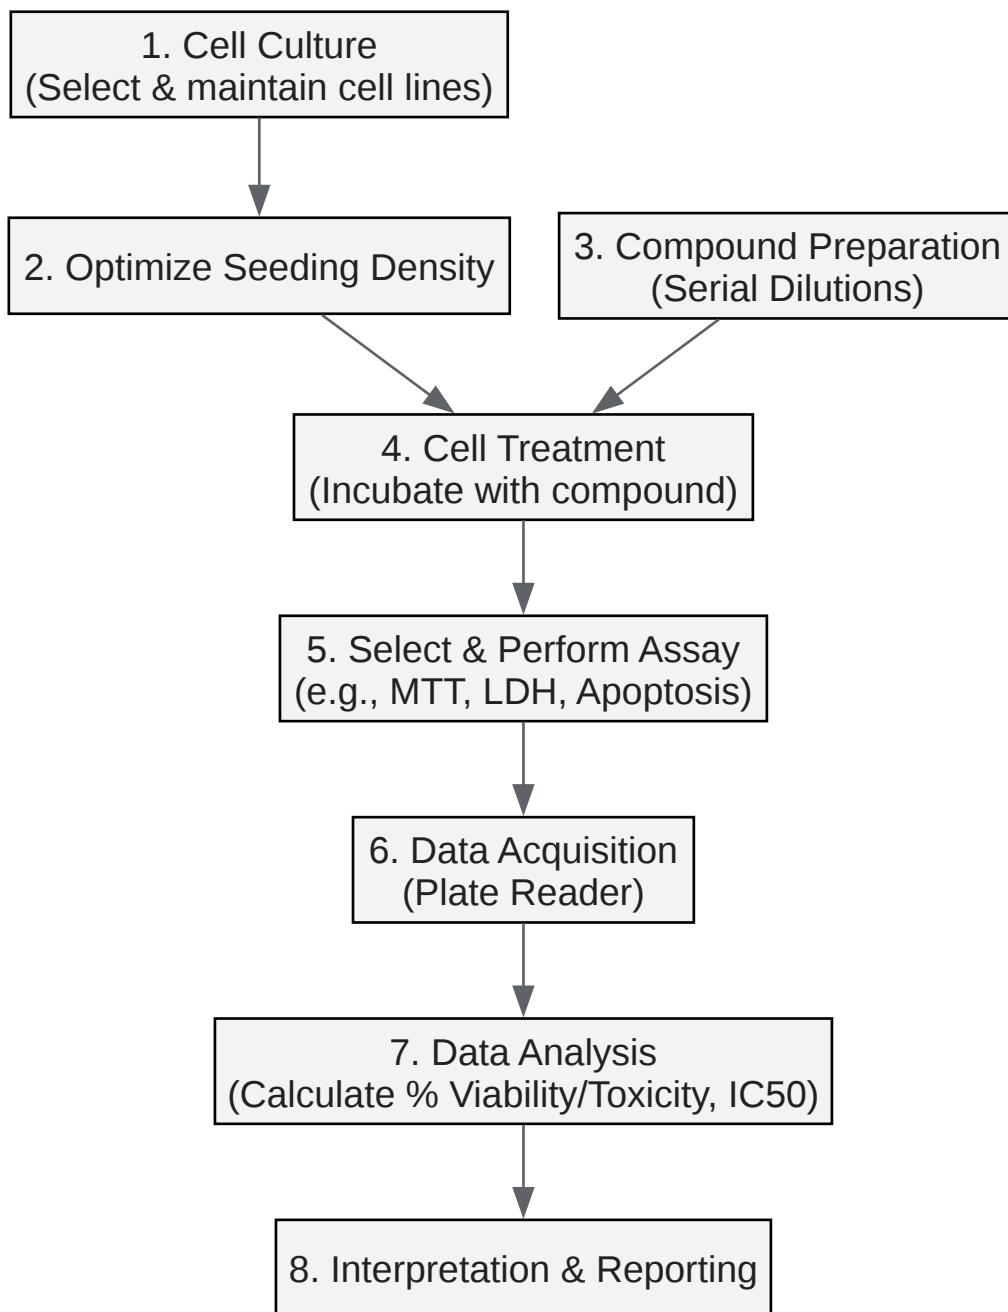 1. Cell Culture
(Select & maintain cell lines)
2. Optimize Seeding Density
3. Compound Preparation
(Serial Dilutions)
4. Cell Treatment
(Incubate with compound)
5. Select & Perform Assay
(e.g., MTT, LDH, Apoptosis)
6. Data Acquisition
(Plate Reader)
7. Data Analysis
(Calculate % Viability/Toxicity, IC50)
8. Interpretation & Reporting